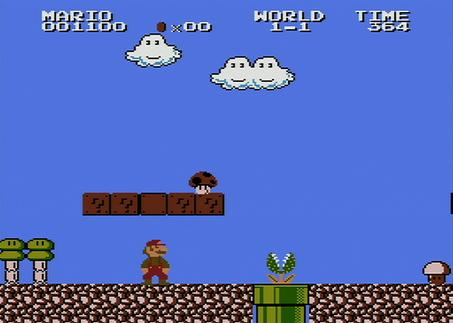 MARIO WORLD TIME
001100 ×00 1-1 364
? ? ? ?